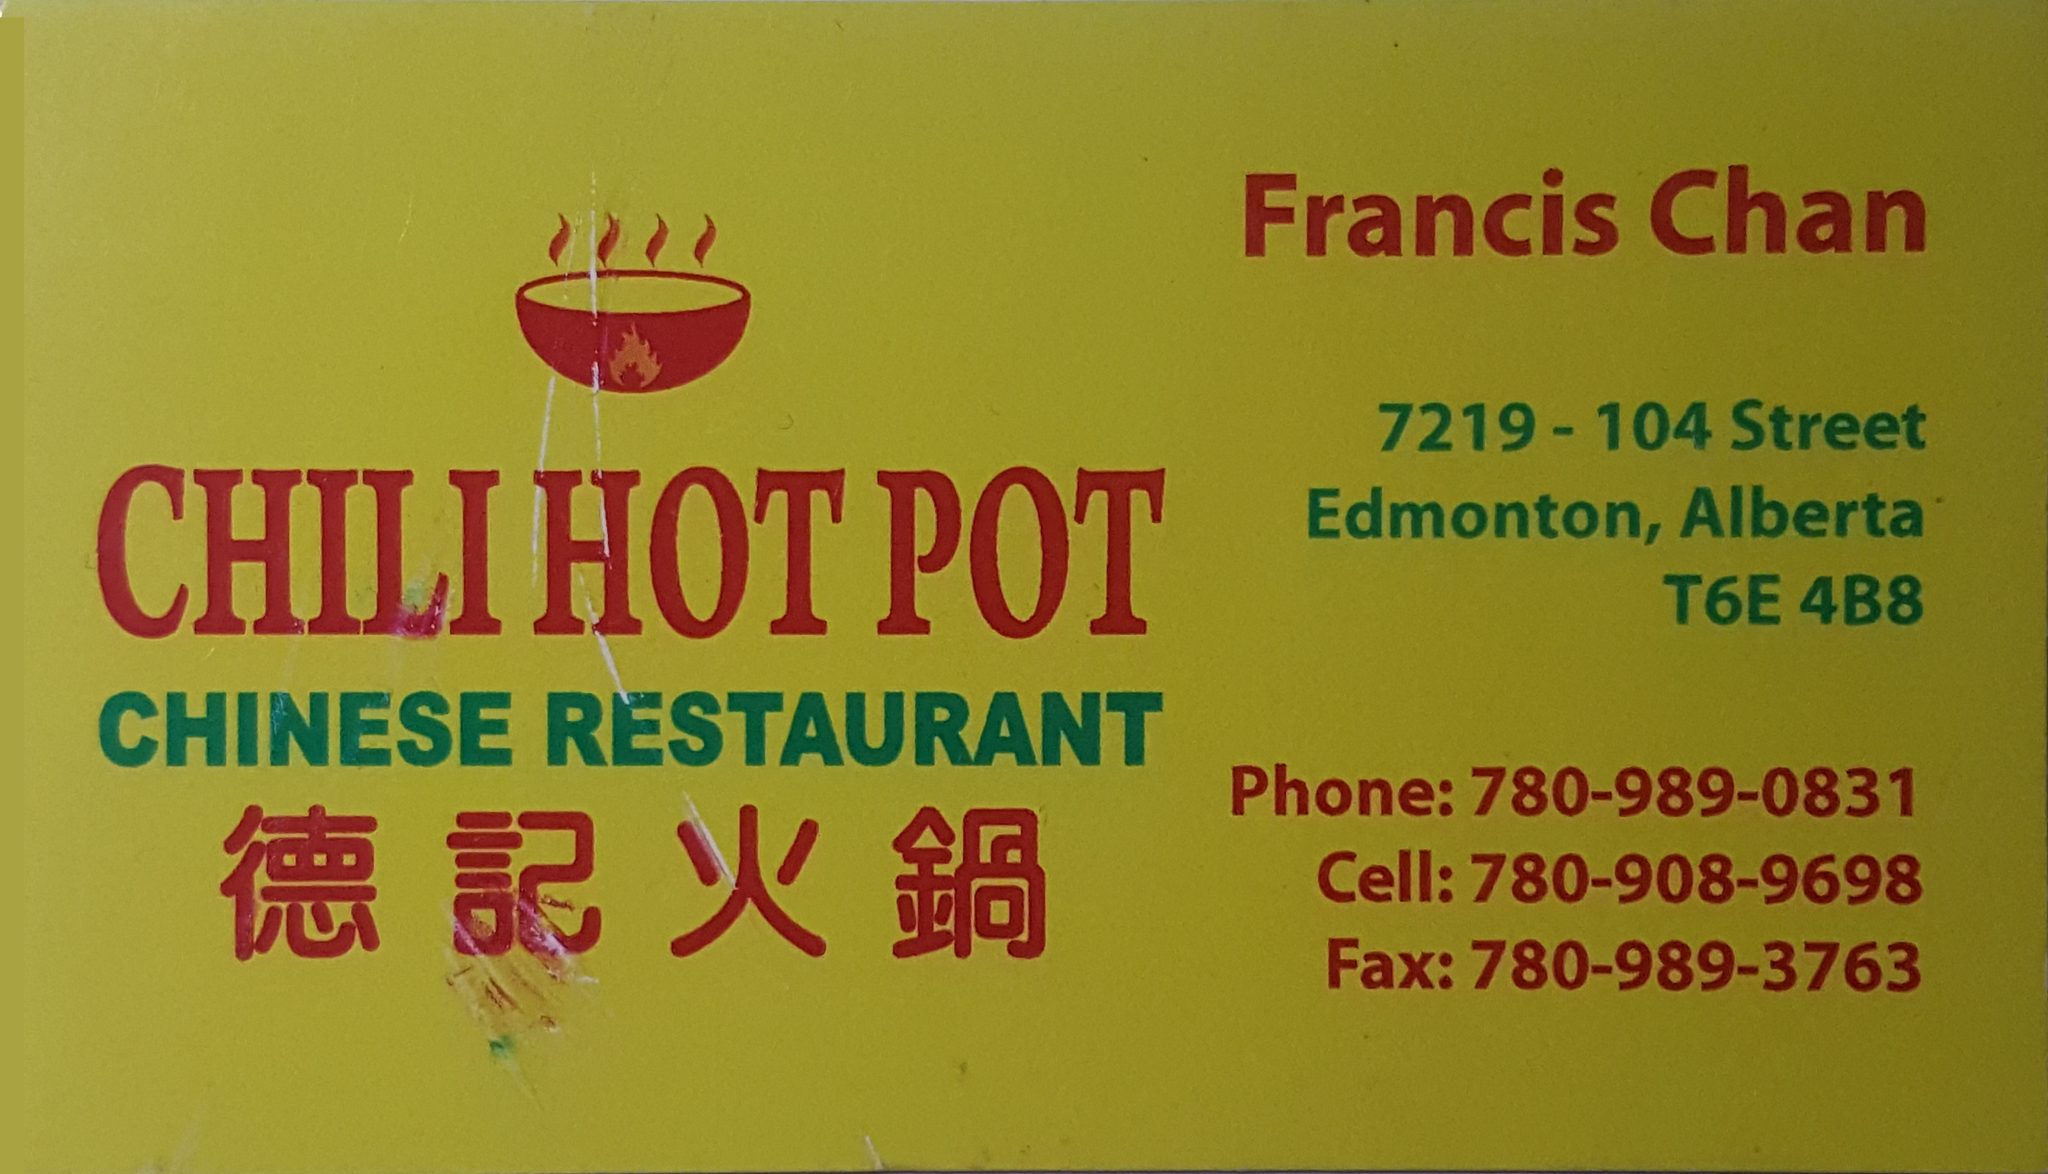 CHILI HOT POT
CHINESE RESTAURANT
德記火鍋
Francis Chan
7219 - 104 Street
Edmonton, Alberta
T6E 4B8
Phone: 780-989-0831
Cell: 780-908-9698
Fax: 780-989-3763